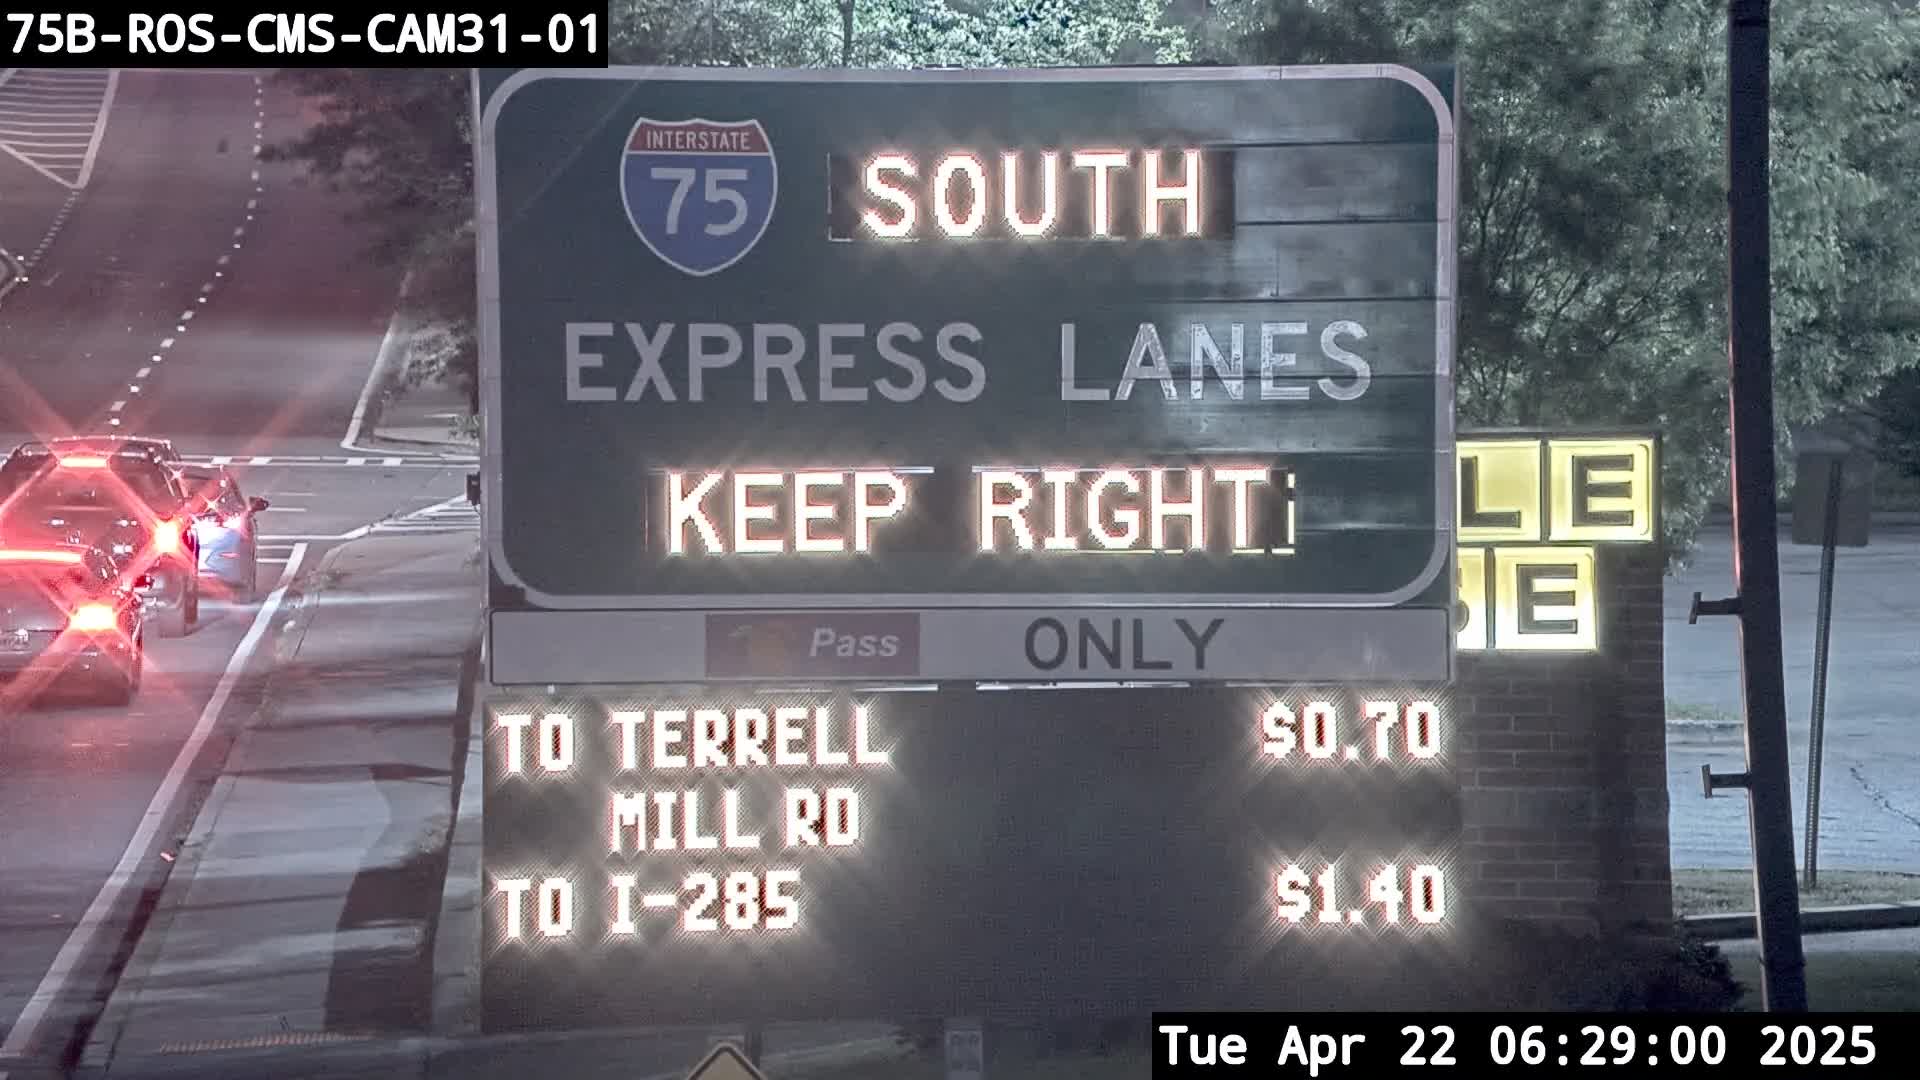 75B-ROS-CMS-CAM31-01
INTERSTATE
75
SOUTH
EXPRESS LANES
KEEP RIGHT
LE
E
Pass ONLY
TO TERRELL $0.70
MILL RD
TO I-285 $1.40
Tue Apr 22 06:29:00 2025